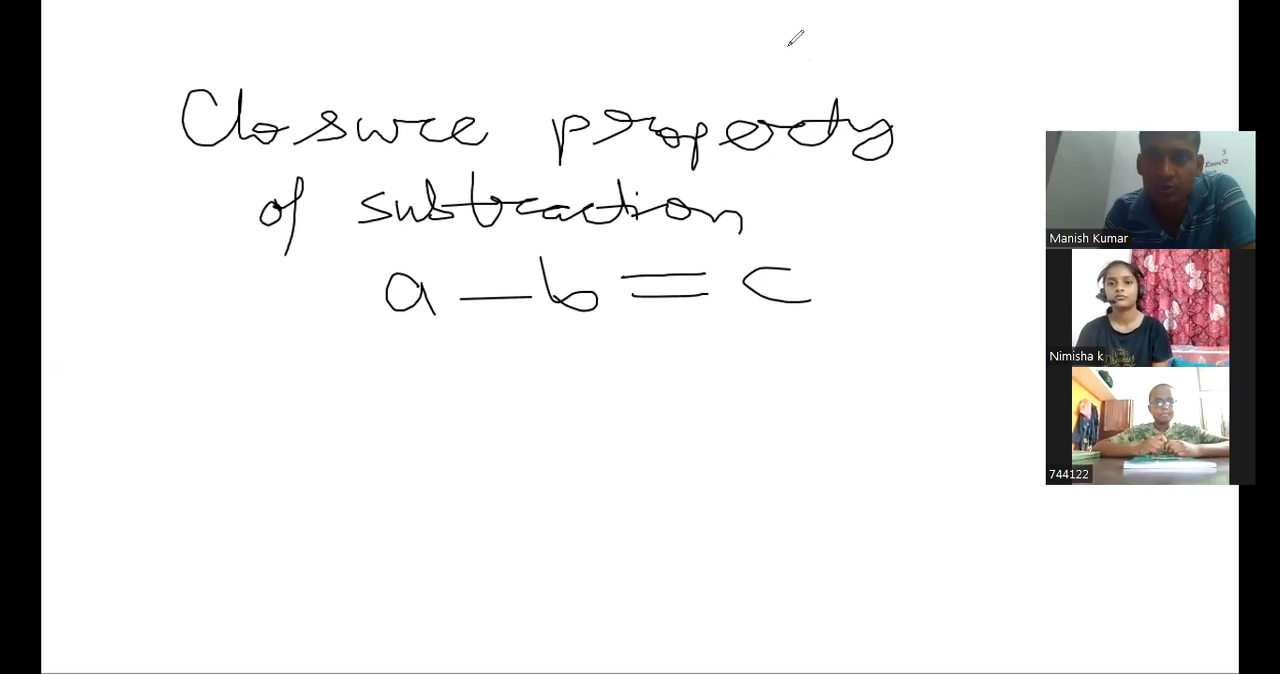 Closure property
of subtraction
a - b = c
Manish Kumar
Nimisha k
744122